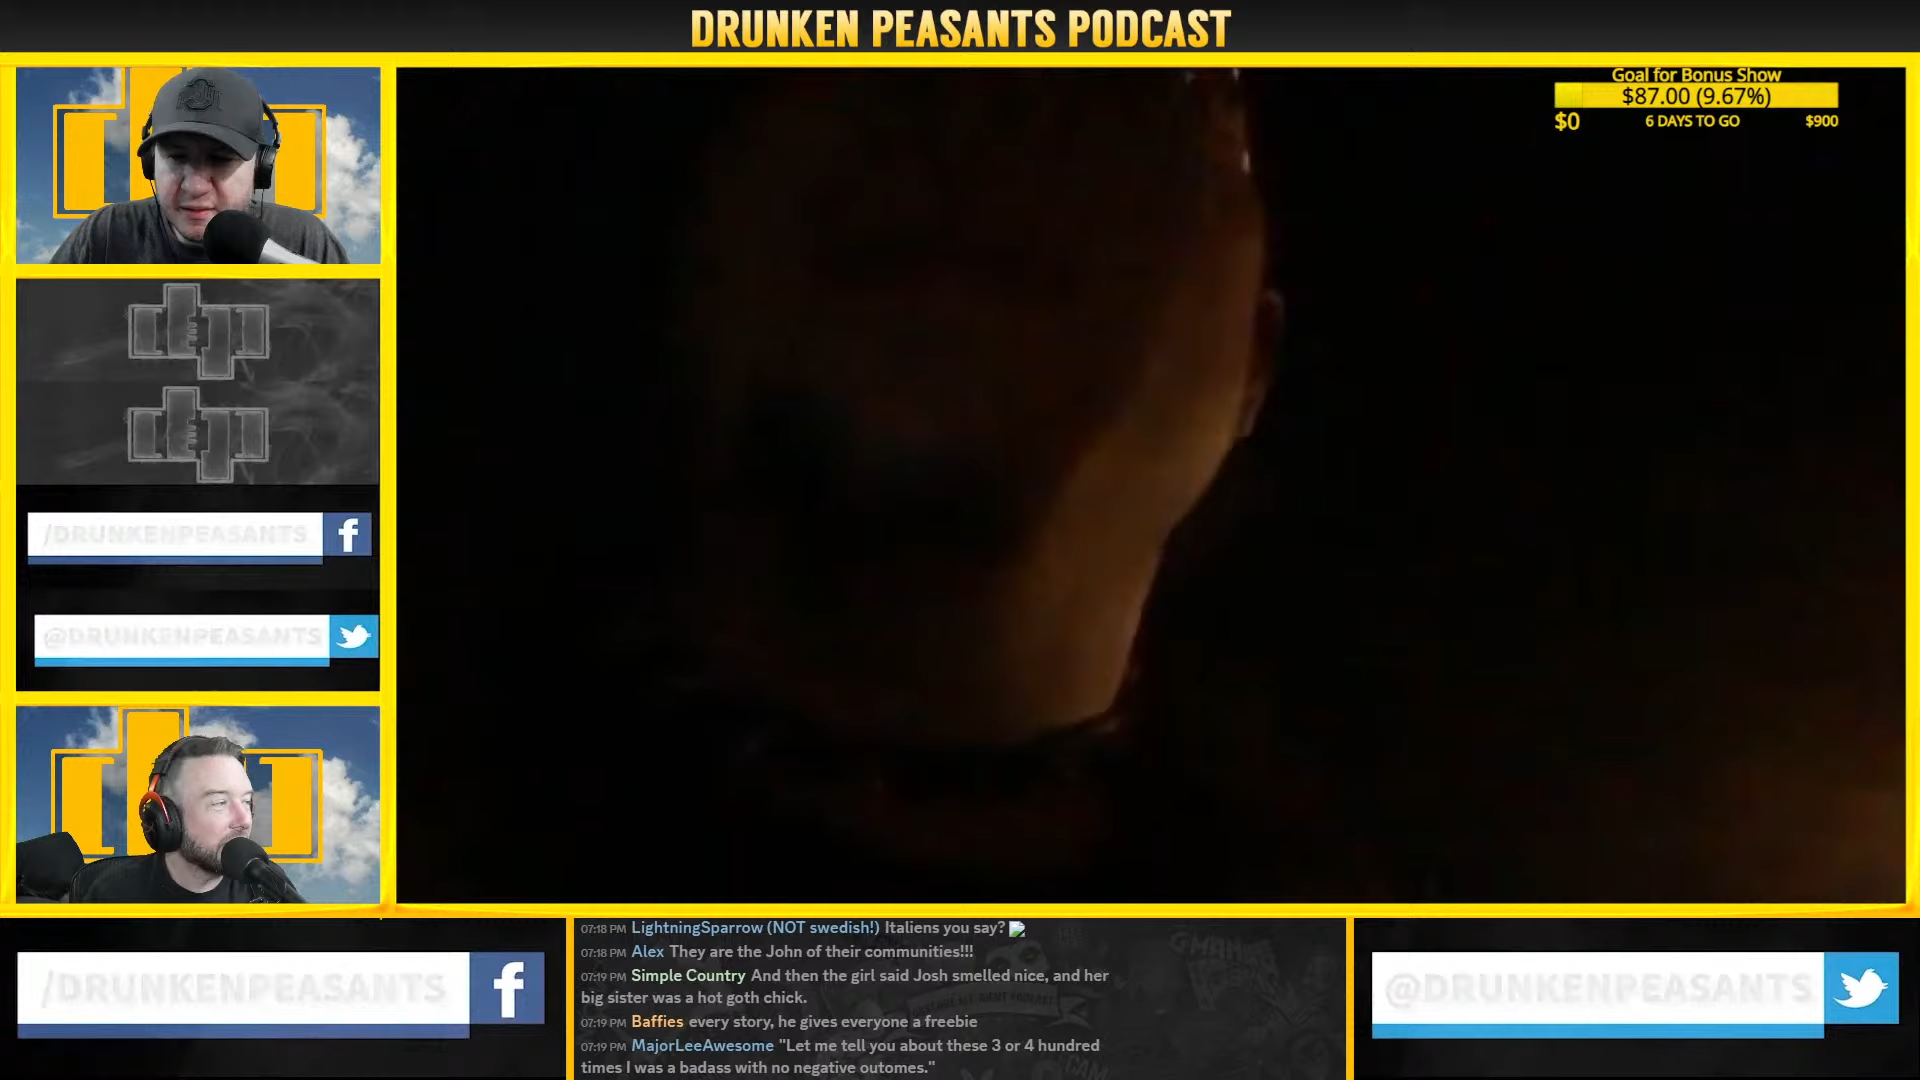 DRUNKEN PEASANTS PODCAST
Goal for Bonus Show
$87.00 (9.67%)
$0 6 DAYS TO GO $900
/DRUNKENPEASANTS
@DRUNKENPEASANTS
/DRUNKENPEASANTS
07:18 PM LightningSparrow (NOT swedish!) Italiens you say?
07:18 PM Alex They are the John of their communities!!!
07:19 PM Simple Country And then the girl said Josh smelled nice, and her
big sister was a hot goth chick.
07:19 PM Baffies every story, he gives everyone a freebie
07:19 PM MajorLeeAwesome "Let me tell you about these 3 or 4 hundred
times I was a badass with no negative outomes."
@DRUNKENPEASANTS